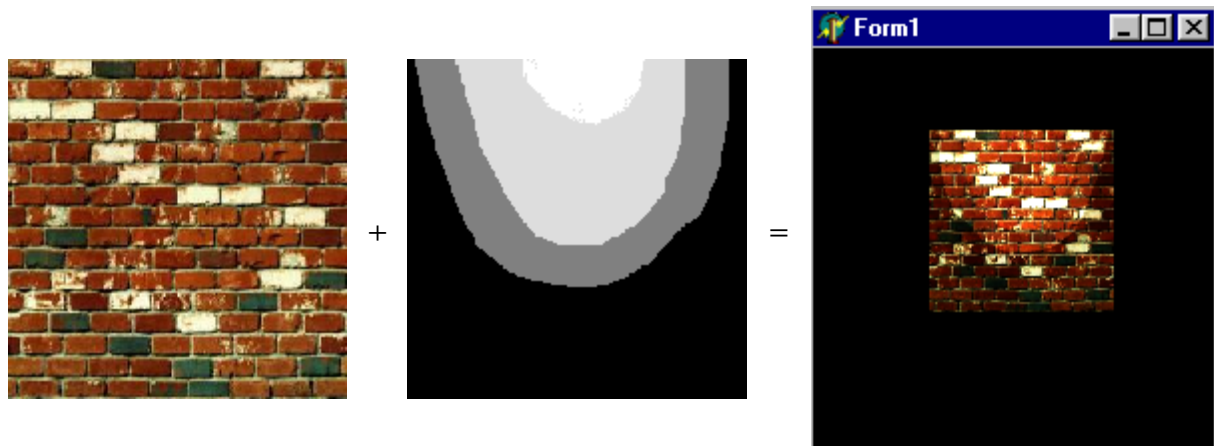 Form1
+
=